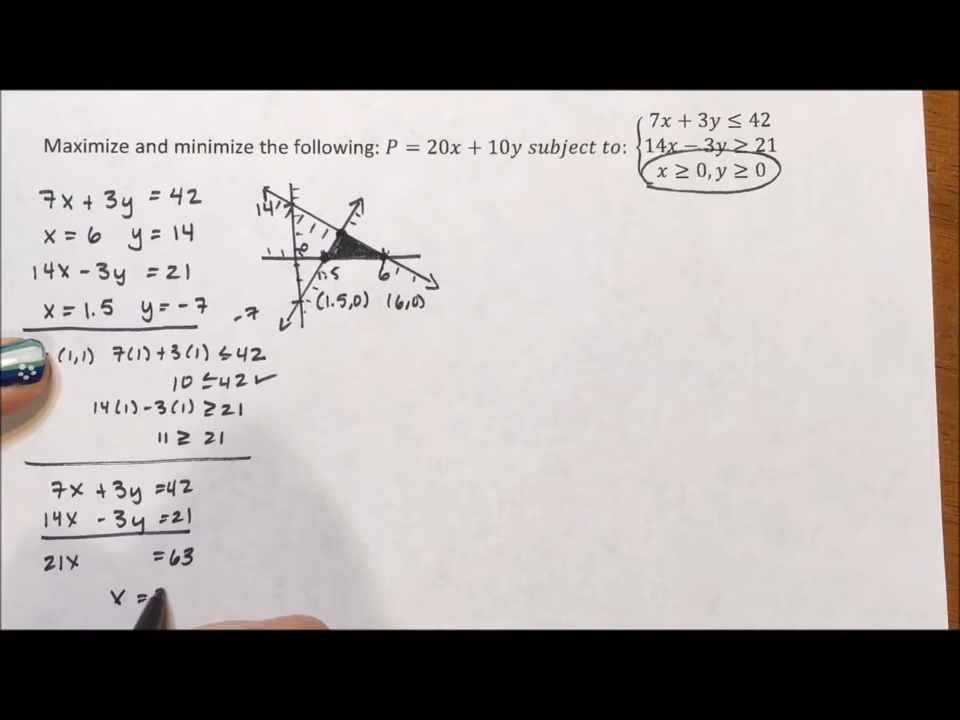 Maximize and minimize the following: P = 20x + 10y subject to:
7x + 3y ≤ 42
14x − 3y ≥ 21
x ≥ 0, y ≥ 0
7x + 3y = 42
x = 6 y = 14
14x - 3y = 21
x = 1.5 y = -7
14
1.5 6
(1.5,0) (6,0)
-7
(1,1) 7(1) + 3(1) ≤ 42
10 ≤ 42 ✓
14(1) - 3(1) ≥ 21
11 ≥ 21
7x + 3y = 42
14x - 3y = 21
21x = 63
x =